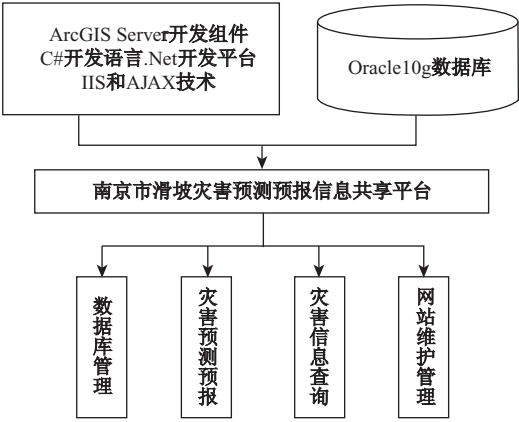 ArcGIS Server开发组件
C#开发语言.Net开发平台
IIS和AJAX技术
Oracle10g数据库
南京市滑坡灾害预测预报信息共享平台
数据库管理
灾害预测预报
灾害信息查询
网站维护管理